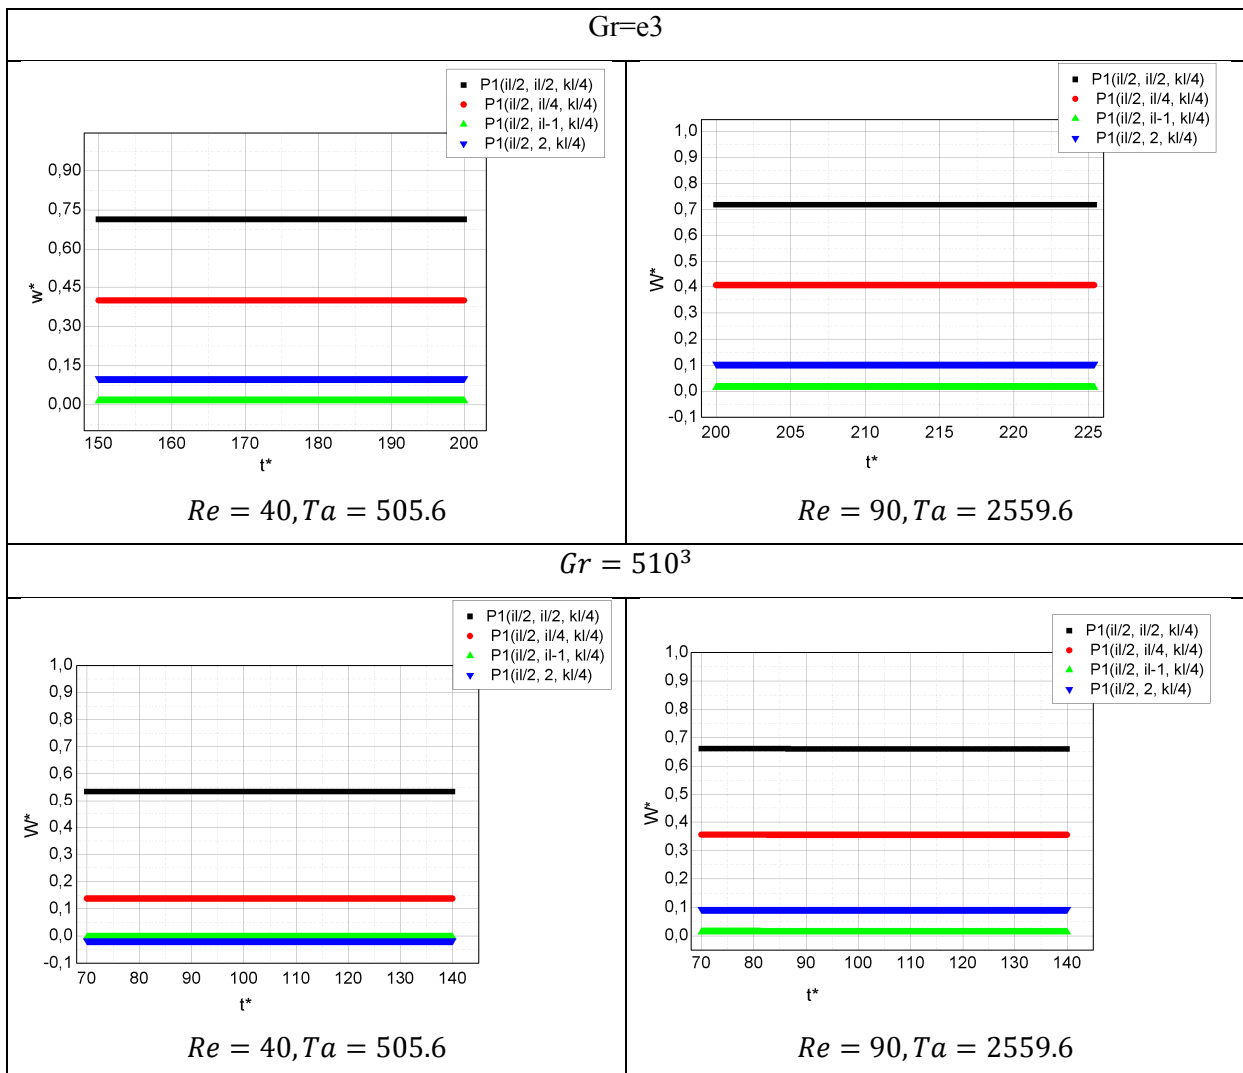 Gr=e3
P1(il/2, il/2, kl/4)
P1(il/2, il/4, kl/4)
P1(il/2, il-1, kl/4)
P1(il/2, 2, kl/4)
0,90
0,75
0,60
0,45
0,30
0,15
0,00
w*
150 160 170 180 190 200
t*
Re = 40, Ta = 505.6
P1(il/2, il/2, kl/4)
P1(il/2, il/4, kl/4)
P1(il/2, il-1, kl/4)
P1(il/2, 2, kl/4)
1,0
0,9
0,8
0,7
0,6
0,5
0,4
0,3
0,2
0,1
0,0
-0,1
W*
200 205 210 215 220 225
t*
Re = 90, Ta = 2559.6
Gr = 510³
P1(il/2, il/2, kl/4)
P1(il/2, il/4, kl/4)
P1(il/2, il-1, kl/4)
P1(il/2, 2, kl/4)
1,0
0,9
0,8
0,7
0,6
0,5
0,4
0,3
0,2
0,1
0,0
-0,1
W*
70 80 90 100 110 120 130 140
t*
Re = 40, Ta = 505.6
P1(il/2, il/2, kl/4)
P1(il/2, il/4, kl/4)
P1(il/2, il-1, kl/4)
P1(il/2, 2, kl/4)
1,0
0,9
0,8
0,7
0,6
0,5
0,4
0,3
0,2
0,1
0,0
W*
70 80 90 100 110 120 130 140
t*
Re = 90, Ta = 2559.6